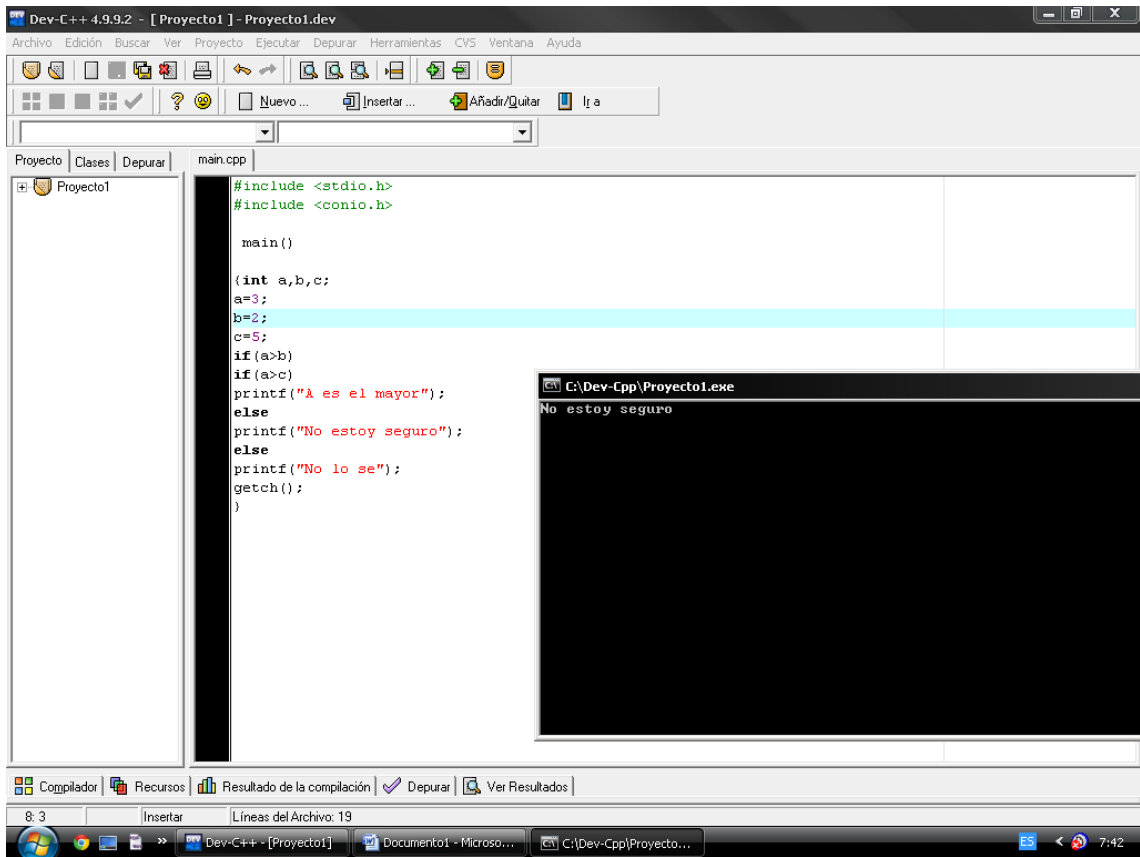 Dev-C++ 4.9.9.2 - [ Proyecto1 ] - Proyecto1.dev
Archivo Edición Buscar Ver Proyecto Ejecutar Depurar Herramientas CVS Ventana Ayuda
Nuevo ... Insertar ... Añadir/Quitar Ir a
Proyecto Clases Depurar main.cpp
Proyecto1
#include <stdio.h>
#include <conio.h>
main()
{int a,b,c;
a=3;
b=2;
c=5;
if(a>b)
if(a>c)
printf("A es el mayor");
else
printf("No estoy seguro");
else
printf("No lo se");
getch();
}
C:\Dev-Cpp\Proyecto1.exe
No estoy seguro
Compilador Recursos Resultado de la compilación Depurar Ver Resultados
8: 3 Insertar Líneas del Archivo: 19
Dev-C++ - [Proyecto1] Documento1 - Microso... C:\Dev-Cpp\Proyecto... ES 7:42